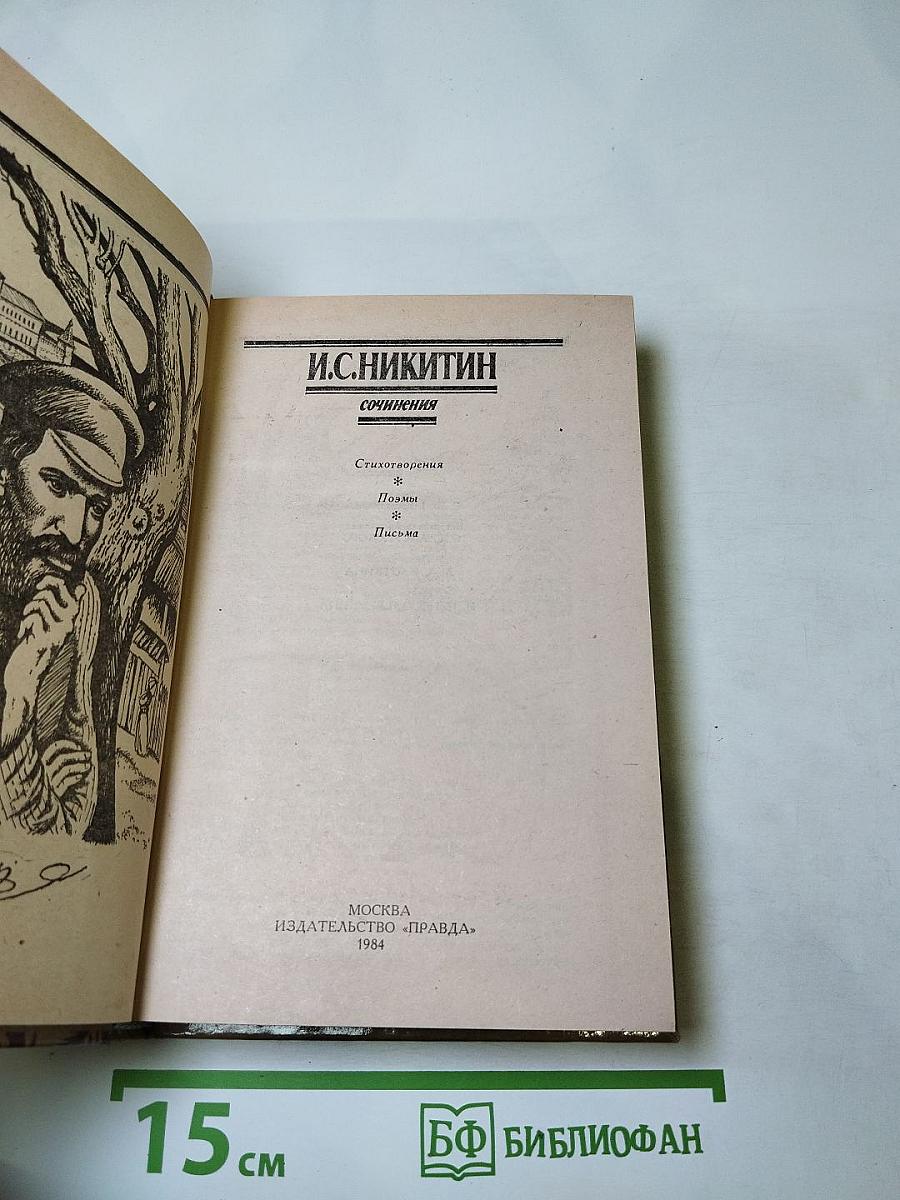 И.С.НИКИТИН
СОЧИНЕНИЯ
Стихотворения
*
Поэмы
*
Письма
МОСКВА
ИЗДАТЕЛЬСТВО «ПРАВДА»
1984
15 см
БФ БИБЛИОФАН